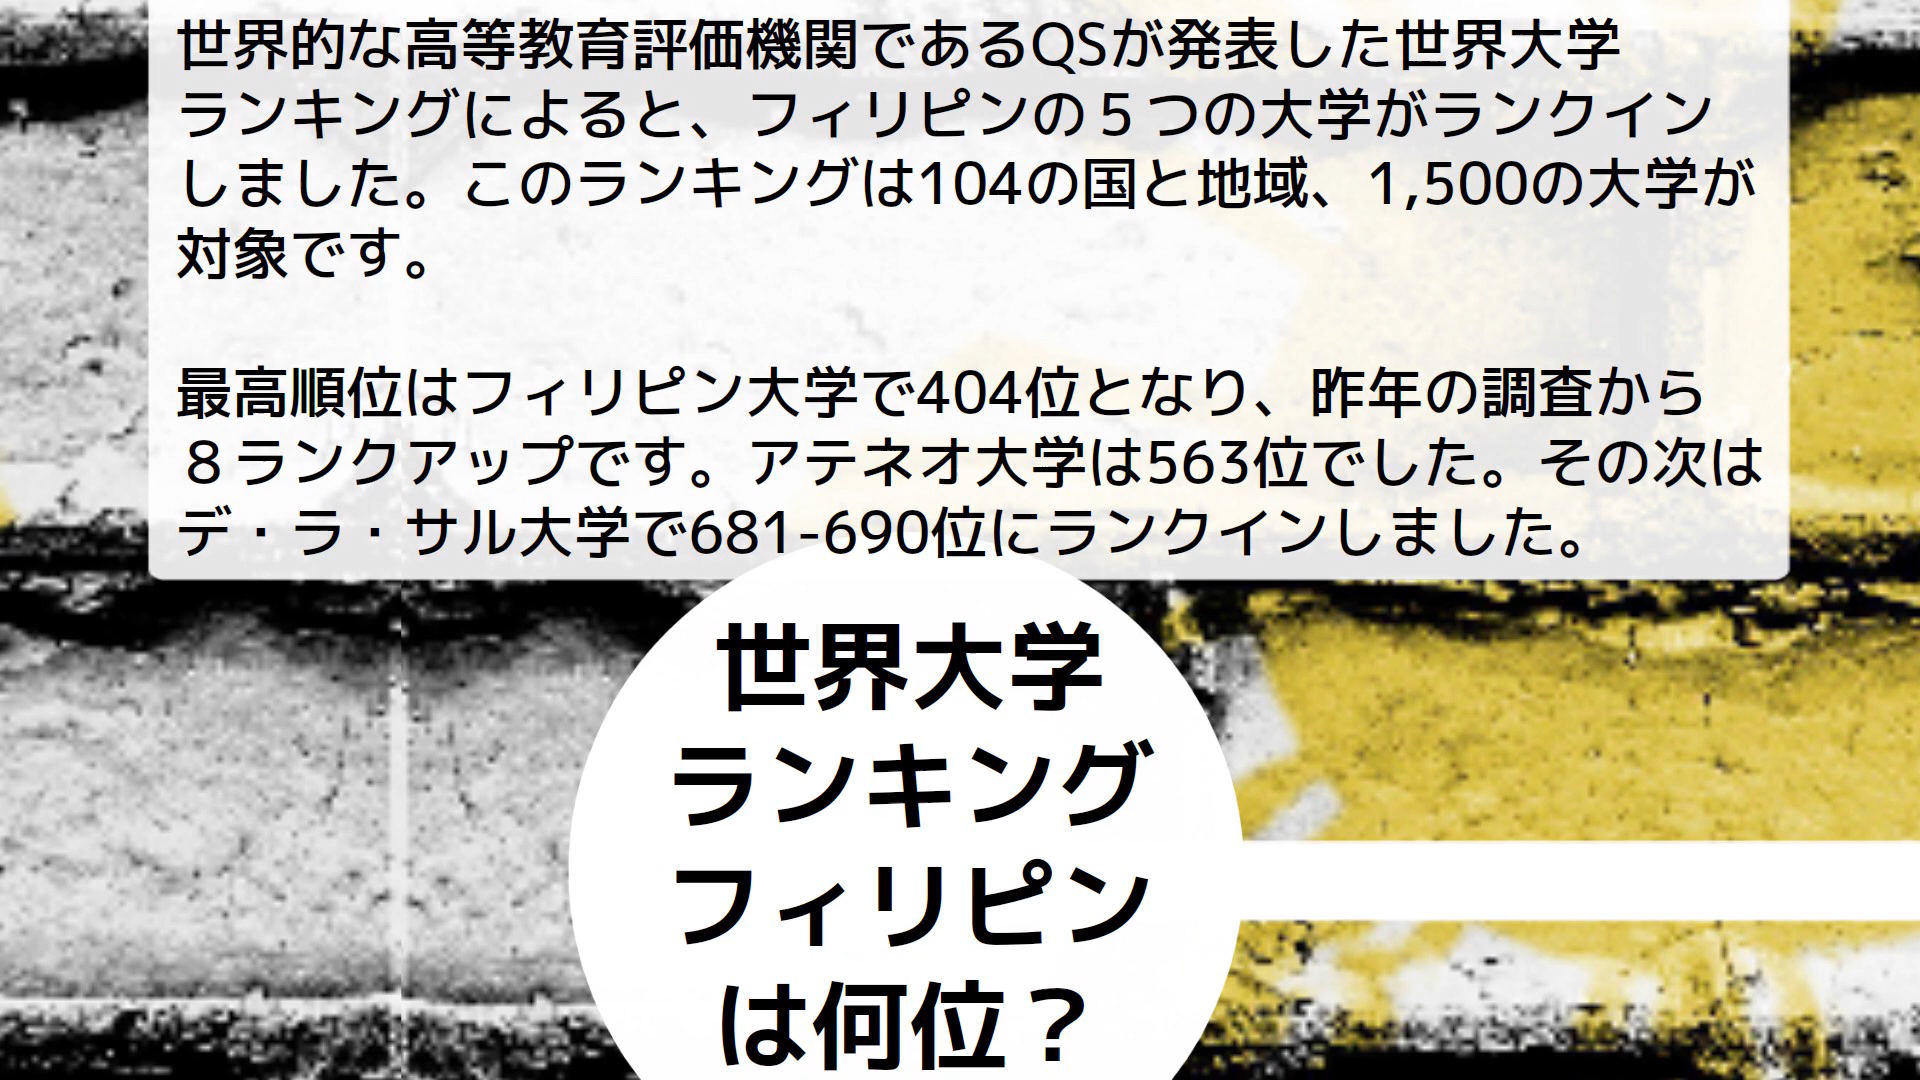 世界的な高等教育評価機関であるQSが発表した世界大学
ランキングによると、フィリピンの５つの大学がランクイン
しました。このランキングは104の国と地域、1,500の大学が
対象です。
最高順位はフィリピン大学で404位となり、昨年の調査から
８ランクアップです。アテネオ大学は563位でした。その次は
デ・ラ・サル大学で681-690位にランクインしました。
世界大学
ランキング
フィリピン
は何位？